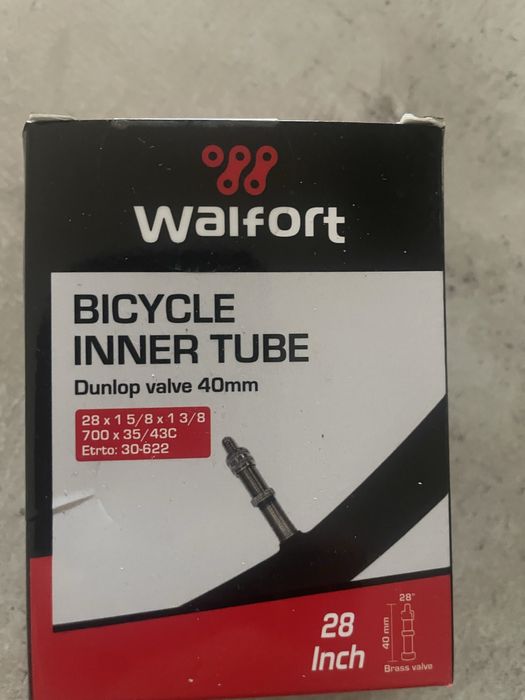 Walfort
BICYCLE
INNER TUBE
Dunlop valve 40mm
28 x 1 5/8 x 1 3/8
700 x 35/43C
Etrto: 30-622
28
Inch
28"
40 mm
Brass valve